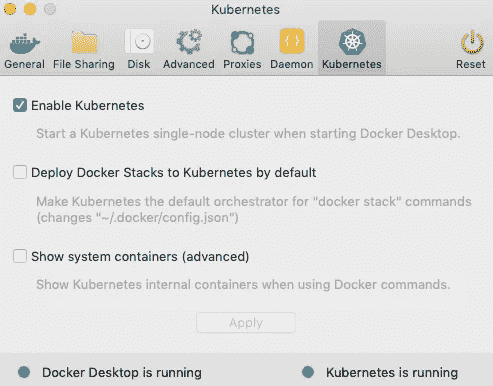 Kubernetes
General File Sharing Disk Advanced Proxies Daemon Kubernetes Reset
Enable Kubernetes
Start a Kubernetes single-node cluster when starting Docker Desktop.
Deploy Docker Stacks to Kubernetes by default
Make Kubernetes the default orchestrator for "docker stack" commands
(changes "~/.docker/config.json")
Show system containers (advanced)
Show Kubernetes internal containers when using Docker commands.
Apply
Docker Desktop is running Kubernetes is running